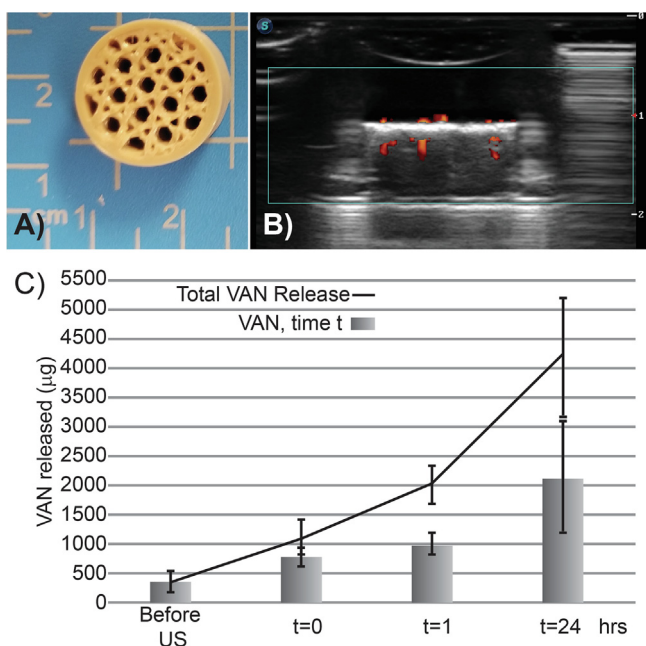 2
1
cm 1
2
A)
S
0
1
2
B)
C)
5500
5000
4500
4000
3500
3000
2500
2000
1500
1000
500
0
VAN released (μg)
Total VAN Release
VAN, time t
Before
US
t=0
t=1
t=24
hrs